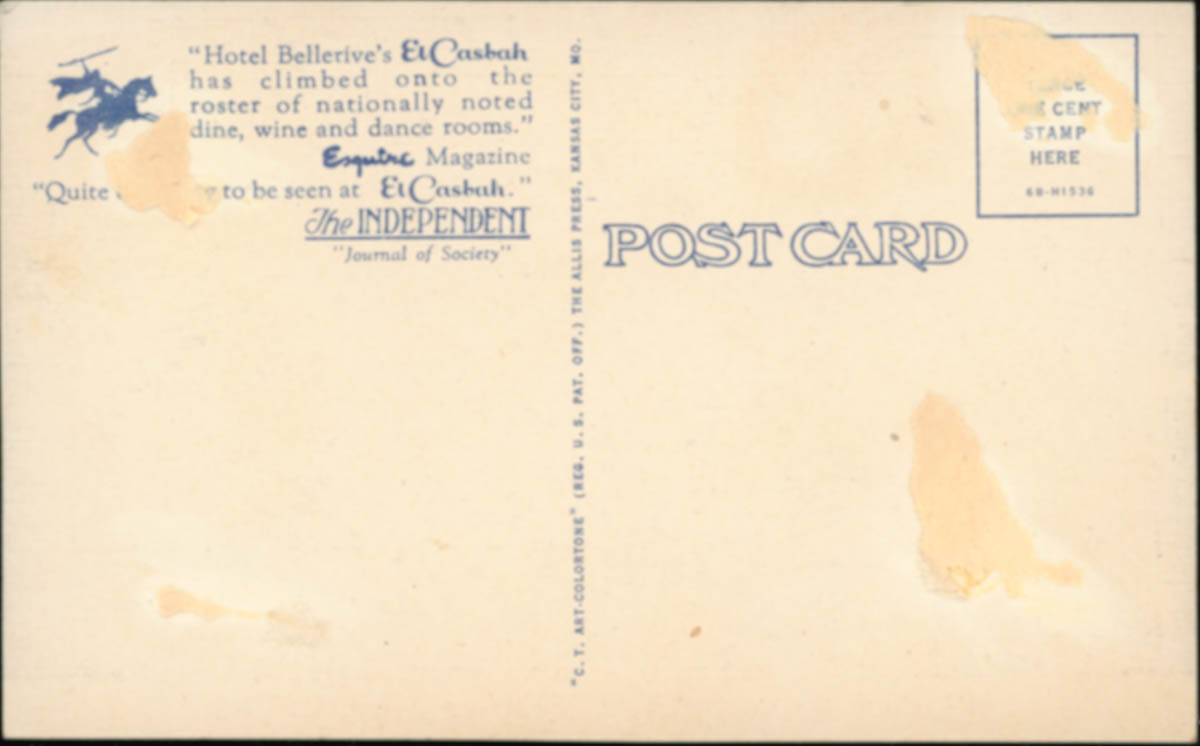 "Hotel Bellerive's El Casbah
has climbed onto the
roster of nationally noted
dine, wine and dance rooms."
Esquire Magazine
"Quite to be seen at El Casbah."
The INDEPENDENT
"Journal of Society"
"C. T. ART-COLORTONE" (REG. U. S. PAT. OFF.) THE ALLIS PRESS, KANSAS CITY, MO.
POST CARD
CENT
STAMP
HERE
6B-H1536